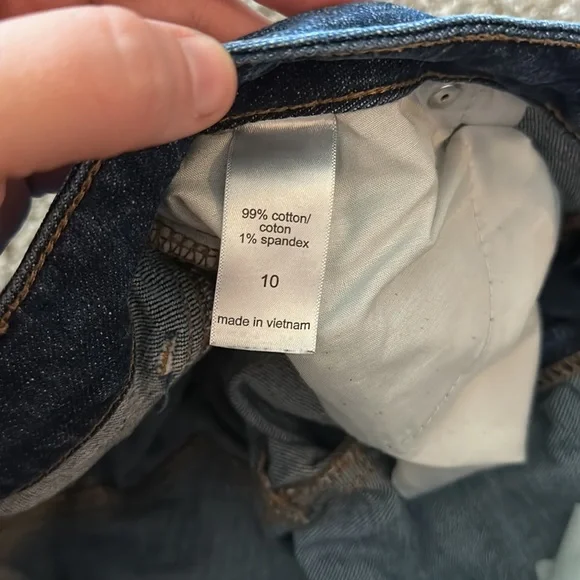 99% cotton/
coton
1% spandex
10
made in vietnam